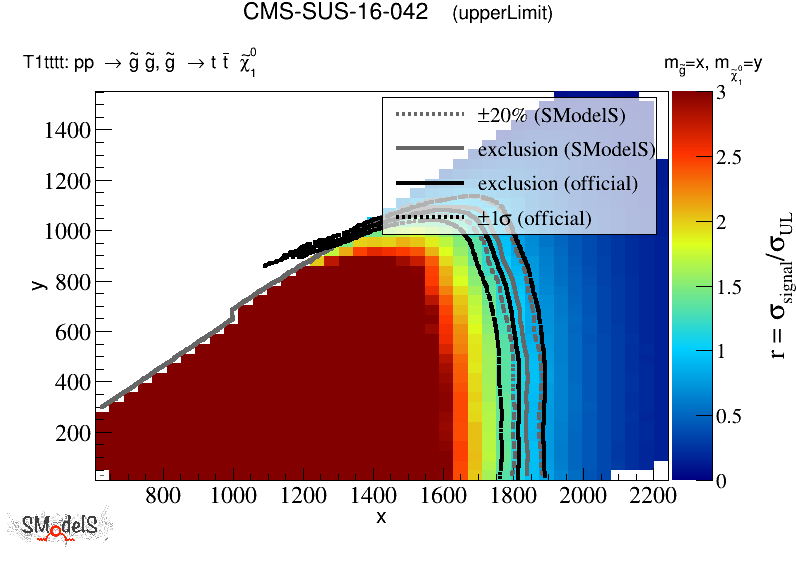 CMS-SUS-16-042 (upperLimit)
T1tttt: pp → g̃ g̃, g̃ → t t̄ χ̃₁⁰
m_g̃=x, m_χ̃₁⁰=y
±20% (SModelS)
exclusion (SModelS)
exclusion (official)
±1σ (official)
1400
1200
1000
800
600
400
200
y
800 1000 1200 1400 1600 1800 2000 2200
x
3
2.5
2
1.5
1
0.5
0
r = σ_signal/σ_UL
SModelS